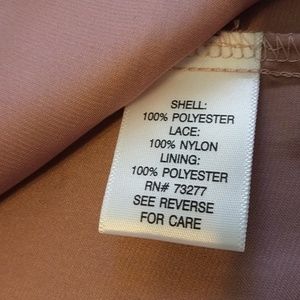 SHELL:
100% POLYESTER
LACE:
100% NYLON
LINING:
100% POLYESTER
RN# 73277
SEE REVERSE
FOR CARE